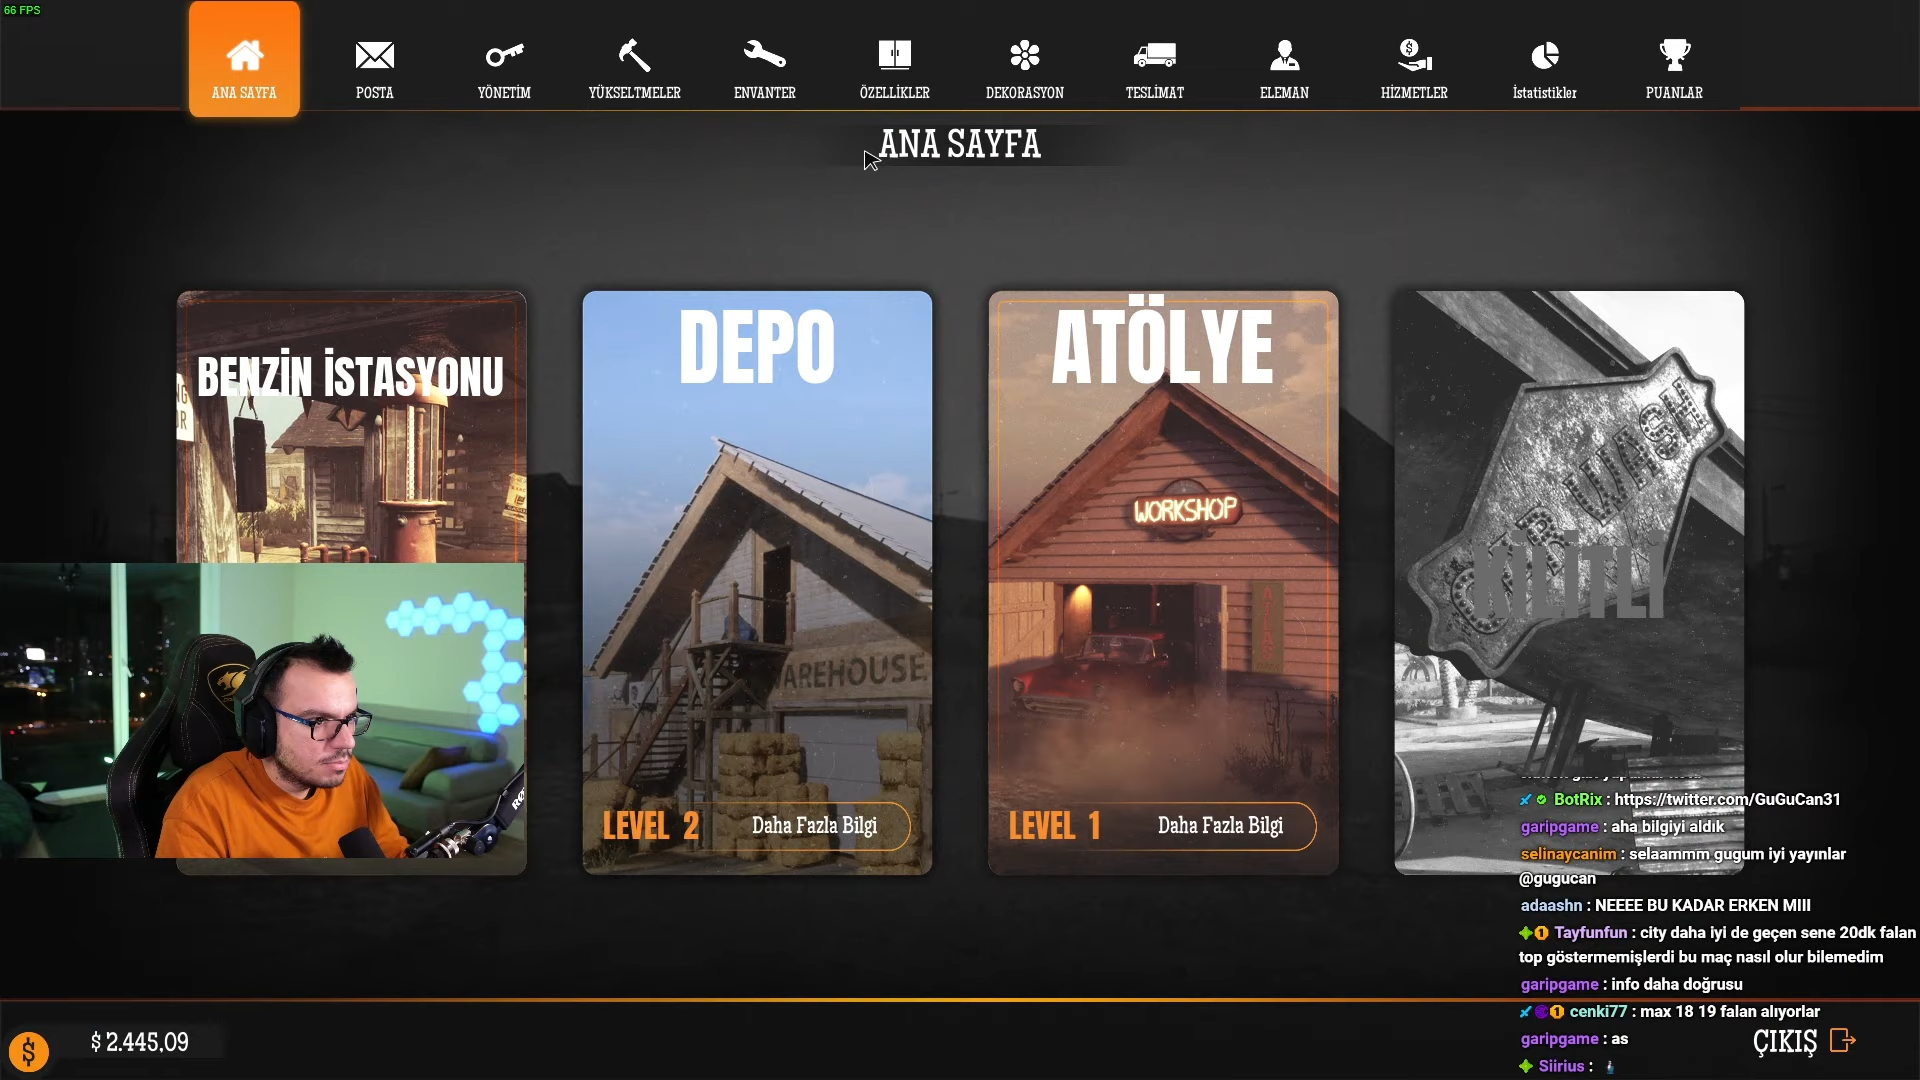 66 FPS
ANA SAYFA
POSTA
YÖNETİM
YÜKSELTMELER
ENVANTER
ÖZELLİKLER
DEKORASYON
TESLİMAT
ELEMAN
HİZMETLER
İstatistikler
PUANLAR
ANA SAYFA
BENZİN İSTASYONU
DEPO
WAREHOUSE
LEVEL 2
Daha Fazla Bilgi
ATÖLYE
WORKSHOP
LEVEL 1
Daha Fazla Bilgi
CAR WASH
KİLİTLİ
BotRix : https://twitter.com/GuGuCan31
garipgame : aha bilgiyi aldık
selinaycanim : selaammm gugum iyi yayınlar
@gugucan
adaashn : NEEEE BU KADAR ERKEN MIII
Tayfunfun : city daha iyi de geçen sene 20dk falan
top göstermemişlerdi bu maç nasıl olur bilemedim
garipgame : info daha doğrusu
cenki77 : max 18 19 falan alıyorlar
garipgame : as
Siirius :
$ 2.445,09
ÇIKIŞ